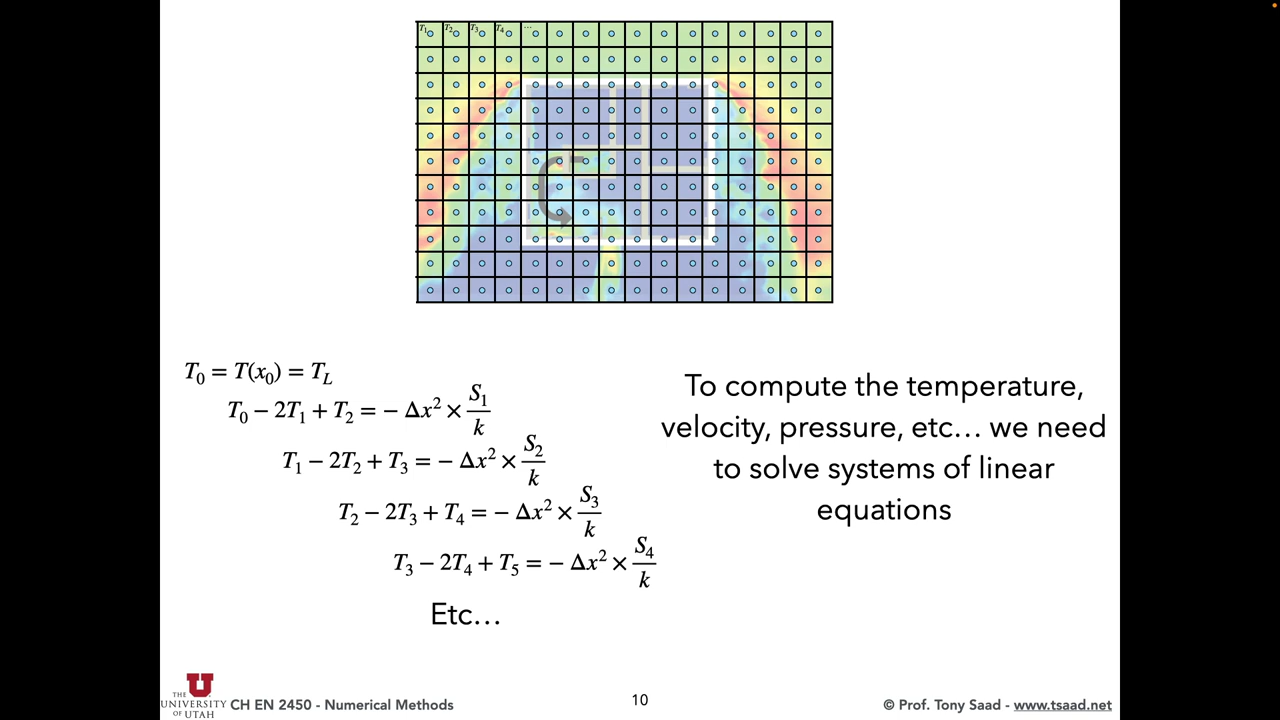 T₁ T₂ T₃ T₄ ...
T₀ = T(x₀) = T_L
T₀ − 2T₁ + T₂ = − Δx² × S₁/k
T₁ − 2T₂ + T₃ = − Δx² × S₂/k
T₂ − 2T₃ + T₄ = − Δx² × S₃/k
T₃ − 2T₄ + T₅ = − Δx² × S₄/k
Etc…
To compute the temperature,
velocity, pressure, etc… we need
to solve systems of linear
equations
THE
UNIVERSITY
OF UTAH
CH EN 2450 - Numerical Methods
10
© Prof. Tony Saad - www.tsaad.net